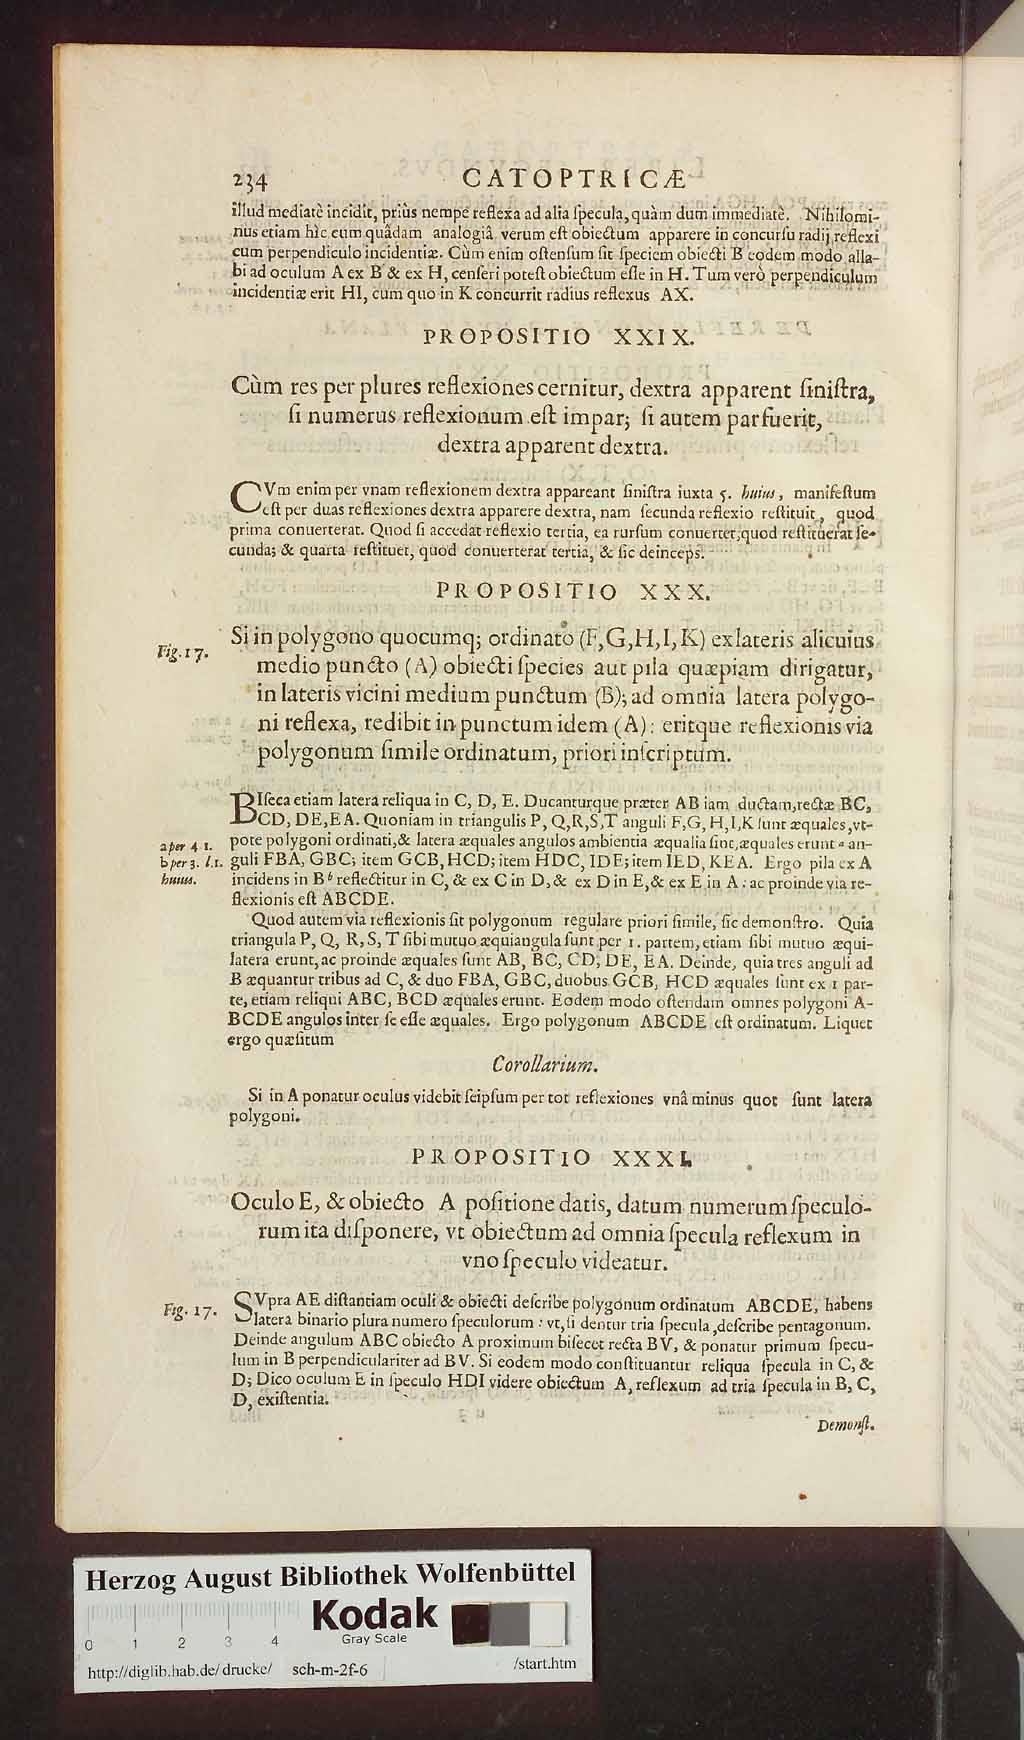 234 CATOPTRICÆ
illud mediatè incidit, priùs nempe reflexa ad alia ſpecula, quàm dum immediatè. Nihilomi-
nus etiam hìc cum quâdam analogiâ verum eſt obiectum apparere in concurſu radij reflexi
cum perpendiculo incidentiæ. Cùm enim oſtenſum ſit ſpeciem obiecti B eodem modo alla-
bi ad oculum A ex B & ex H, cenſeri poteſt obiectum eſſe in H. Tum verò perpendiculum
incidentiæ erit HI, cum quo in K concurrit radius reflexus AX.
PROPOSITIO XXIX.
Cùm res per plures reflexiones cernitur, dextra apparent ſiniſtra,
ſi numerus reflexionum eſt impar; ſi autem par fuerit,
dextra apparent dextra.
CVm enim per vnam reflexionem dextra appareant ſiniſtra iuxta 5. huius, manifeſtum
eſt per duas reflexiones dextra apparere dextra, nam ſecunda reflexio reſtituit, quod
prima conuerterat. Quod ſi accedat reflexio tertia, ea rurſum conuertet, quod reſtituerat ſe-
cunda; & quarta reſtituet, quod conuerterat tertia, & ſic deinceps.
PROPOSITIO XXX.
Fig. 17.
Si in polygono quocumq; ordinato (F,G,H,I,K) ex lateris alicuius
medio puncto (A) obiecti ſpecies aut pila quæpiam dirigatur,
in lateris vicini medium punctum (B); ad omnia latera polygo-
ni reflexa, redibit in punctum idem (A): eritque reflexionis via
polygonum ſimile ordinatum, priori inſcriptum.
BIſeca etiam latera reliqua in C, D, E. Ducanturque præter AB iam ductam, rectæ BC,
CD, DE, EA. Quoniam in triangulis P, Q, R, S, T anguli F, G, H, I, K ſunt æquales, vt-
pote polygoni ordinati, & latera æquales angulos ambientia æqualia ſint, æquales erunt a an-
guli FBA, GBC; item GCB, HCD; item HDC, IDE; item IED, KEA. Ergo pila ex A
incidens in B b reflectitur in C, & ex C in D, & ex D in E, & ex E in A: ac proinde via re-
flexionis eſt ABCDE.
a per 4 1.
b per 3. l.1.
huius.
Quod autem via reflexionis ſit polygonum regulare priori ſimile, ſic demonſtro. Quia
triangula P, Q, R, S, T ſibi mutuo æquiangula ſunt per 1. partem, etiam ſibi mutuo æqui-
latera erunt, ac proinde æquales ſunt AB, BC, CD, DE, EA. Deinde, quia tres anguli ad
B æquantur tribus ad C, & duo FBA, GBC, duobus GCB, HCD æquales ſunt ex 1 par-
te, etiam reliqui ABC, BCD æquales erunt. Eodem modo oſtendam omnes polygoni A-
BCDE angulos inter ſe eſſe æquales. Ergo polygonum ABCDE eſt ordinatum. Liquet
ergo quæſitum
Corollarium.
Si in A ponatur oculus videbit ſeipſum per tot reflexiones vnâ minus quot ſunt latera
polygoni.
PROPOSITIO XXXI.
Oculo E, & obiecto A poſitione datis, datum numerum ſpeculo-
rum ita diſponere, vt obiectum ad omnia ſpecula reflexum in
vno ſpeculo videatur.
Fig. 17.
SVpra AE diſtantiam oculi & obiecti deſcribe polygonum ordinatum ABCDE, habens
latera binario plura numero ſpeculorum: vt, ſi dentur tria ſpecula, deſcribe pentagonum.
Deinde angulum ABC obiecto A proximum biſecet recta BV, & ponatur primum ſpecu-
lum in B perpendiculariter ad BV. Si eodem modo conſtituantur reliqua ſpecula in C, &
D; Dico oculum E in ſpeculo HDI videre obiectum A, reflexum ad tria ſpecula in B, C,
D, exiſtentia.
Demonſt.
Herzog August Bibliothek Wolfenbüttel
Kodak
Gray Scale
0 1 2 3 4
http://diglib.hab.de/drucke/ sch-m-2f-6 /start.htm